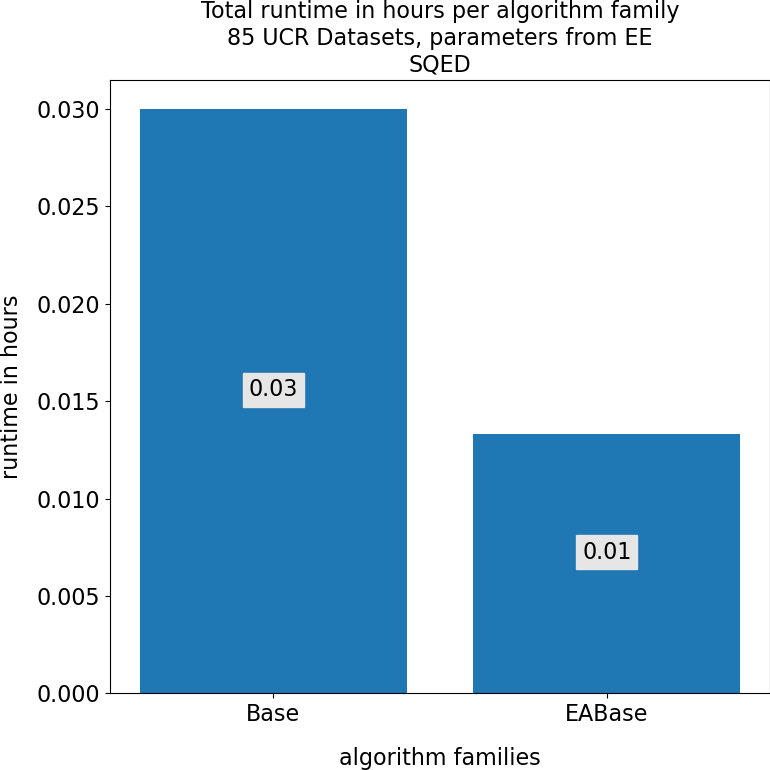 Total runtime in hours per algorithm family
85 UCR Datasets, parameters from EE
SQED
runtime in hours
0.030
0.025
0.020
0.015
0.010
0.005
0.000
0.03
0.01
Base
EABase
algorithm families